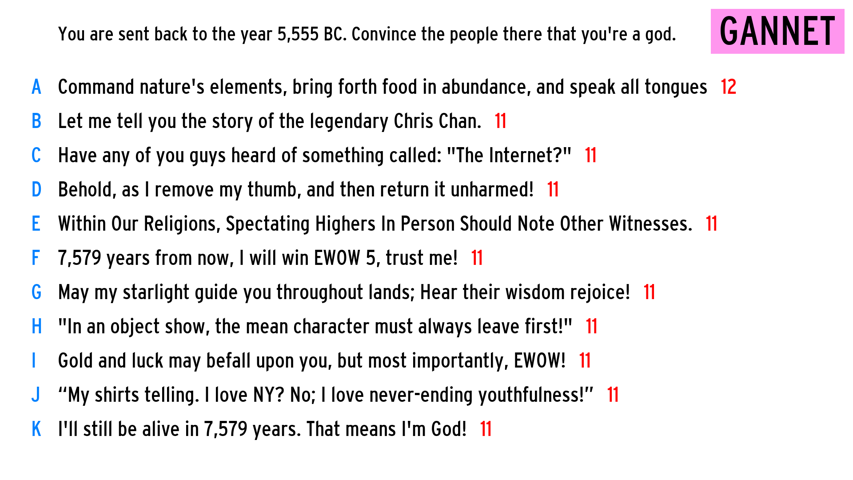 You are sent back to the year 5,555 BC. Convince the people there that you're a god.
GANNET
A Command nature's elements, bring forth food in abundance, and speak all tongues 12
B Let me tell you the story of the legendary Chris Chan. 11
C Have any of you guys heard of something called: "The Internet?" 11
D Behold, as I remove my thumb, and then return it unharmed! 11
E Within Our Religions, Spectating Highers In Person Should Note Other Witnesses. 11
F 7,579 years from now, I will win EWOW 5, trust me! 11
G May my starlight guide you throughout lands; Hear their wisdom rejoice! 11
H "In an object show, the mean character must always leave first!" 11
I Gold and luck may befall upon you, but most importantly, EWOW! 11
J “My shirts telling. I love NY? No; I love never-ending youthfulness!” 11
K I'll still be alive in 7,579 years. That means I'm God! 11